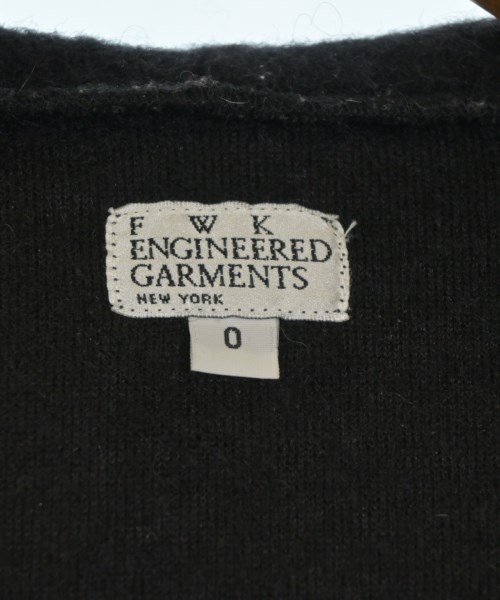 F W K
ENGINEERED
GARMENTS
NEW YORK
0